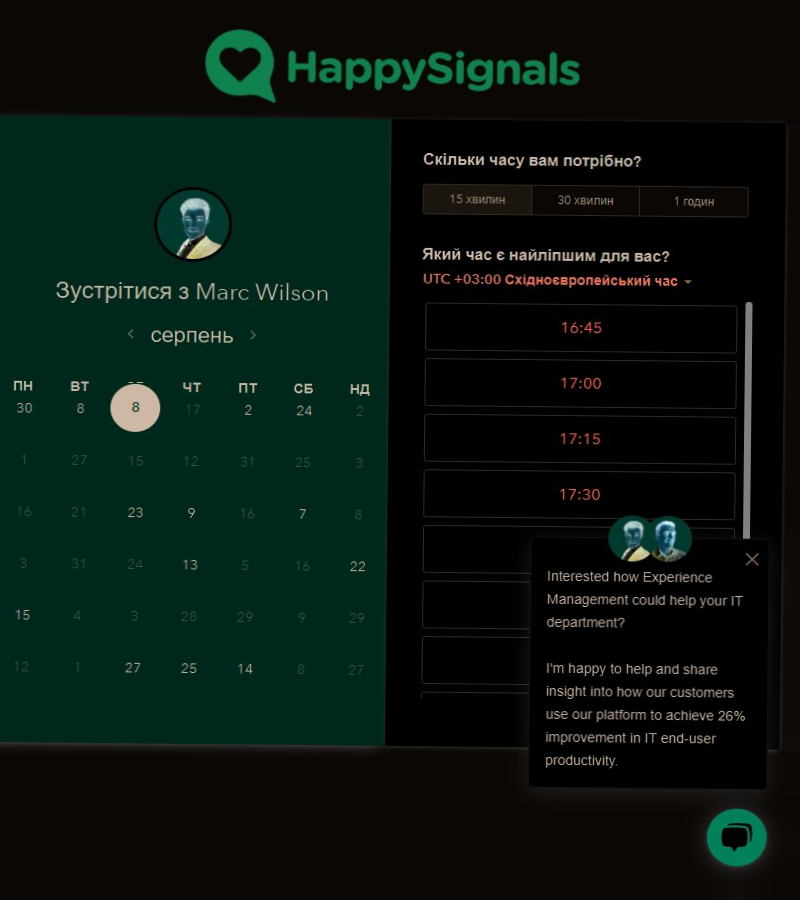 HappySignals
Зустрітися з Marc Wilson
серпень
ПН ВТ ЧТ ПТ СБ НД
30 8 8 17 2 24 2
1 27 15 12 31 25 3
16 21 23 9 16 7 8
3 31 24 13 5 16 22
15 4 3 28 29 9 29
12 1 27 25 14 8 27
Скільки часу вам потрібно?
15 хвилин 30 хвилин 1 годин
Який час є найліпшим для вас?
UTC +03:00 Східноєвропейський час
16:45
17:00
17:15
17:30
Interested how Experience
Management could help your IT
department?
I'm happy to help and share
insight into how our customers
use our platform to achieve 26%
improvement in IT end-user
productivity.